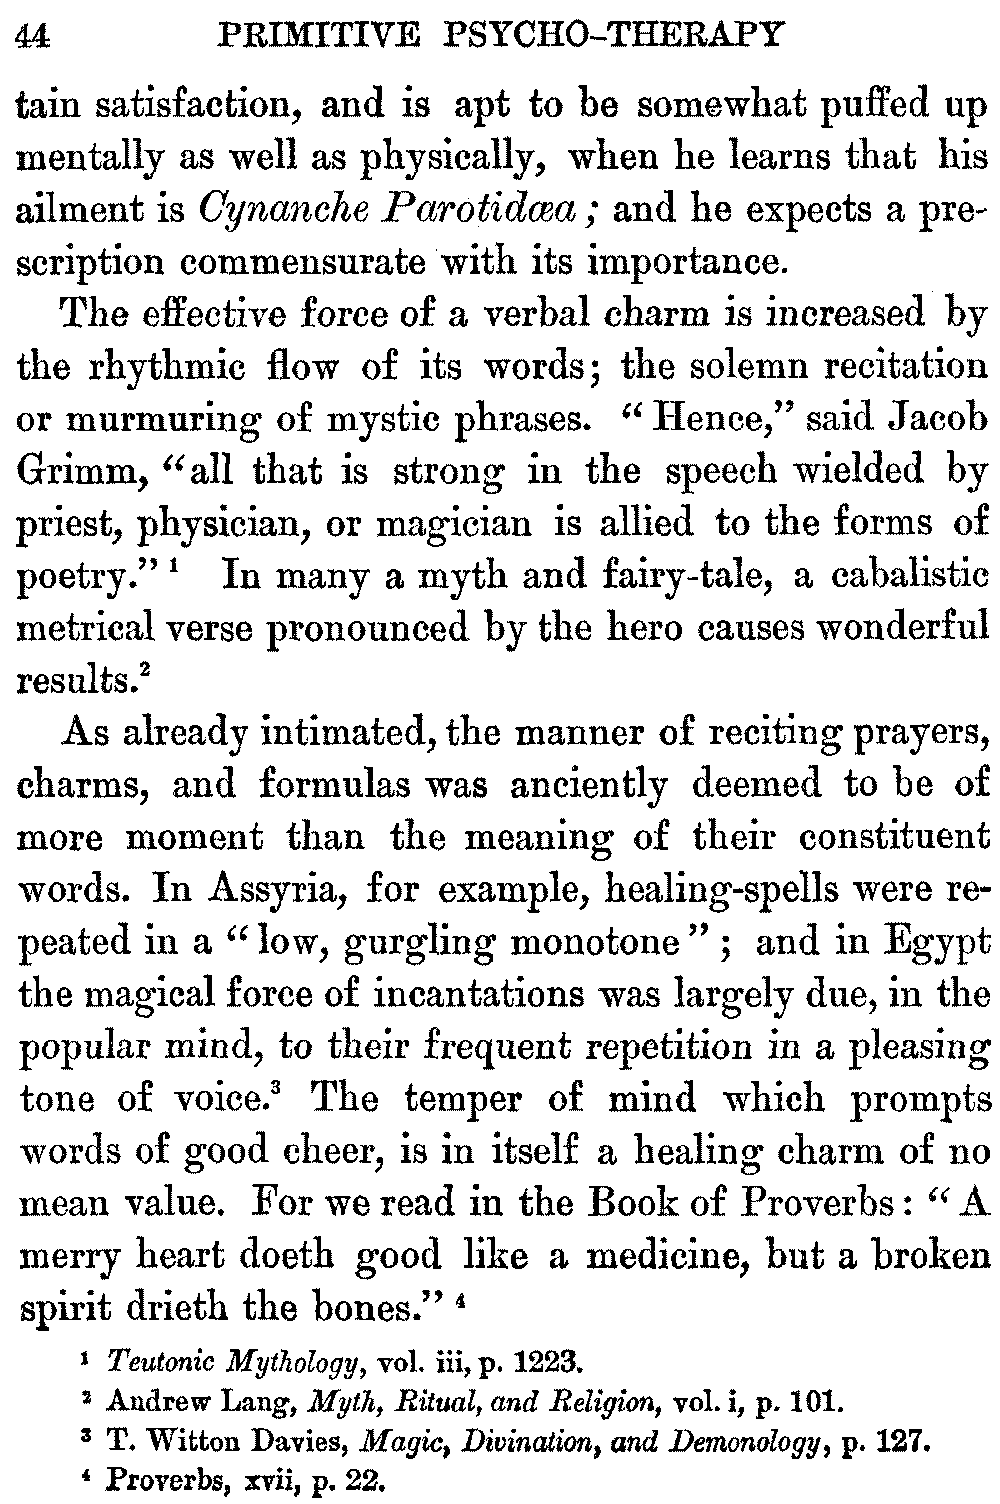 44 PRIMITIVE PSYCHO-THERAPY
tain satisfaction, and is apt to be somewhat puffed up
mentally as well as physically, when he learns that his
ailment is Cynanche Parotidæa; and he expects a pre-
scription commensurate with its importance.
The effective force of a verbal charm is increased by
the rhythmic flow of its words; the solemn recitation
or murmuring of mystic phrases. “Hence,” said Jacob
Grimm, “all that is strong in the speech wielded by
priest, physician, or magician is allied to the forms of
poetry.” ¹ In many a myth and fairy-tale, a cabalistic
metrical verse pronounced by the hero causes wonderful
results.²
As already intimated, the manner of reciting prayers,
charms, and formulas was anciently deemed to be of
more moment than the meaning of their constituent
words. In Assyria, for example, healing-spells were re-
peated in a “low, gurgling monotone”; and in Egypt
the magical force of incantations was largely due, in the
popular mind, to their frequent repetition in a pleasing
tone of voice.³ The temper of mind which prompts
words of good cheer, is in itself a healing charm of no
mean value. For we read in the Book of Proverbs: “A
merry heart doeth good like a medicine, but a broken
spirit drieth the bones.” ⁴
¹ Teutonic Mythology, vol. iii, p. 1223.
² Andrew Lang, Myth, Ritual, and Religion, vol. i, p. 101.
³ T. Witton Davies, Magic, Divination, and Demonology, p. 127.
⁴ Proverbs, xvii, p. 22.